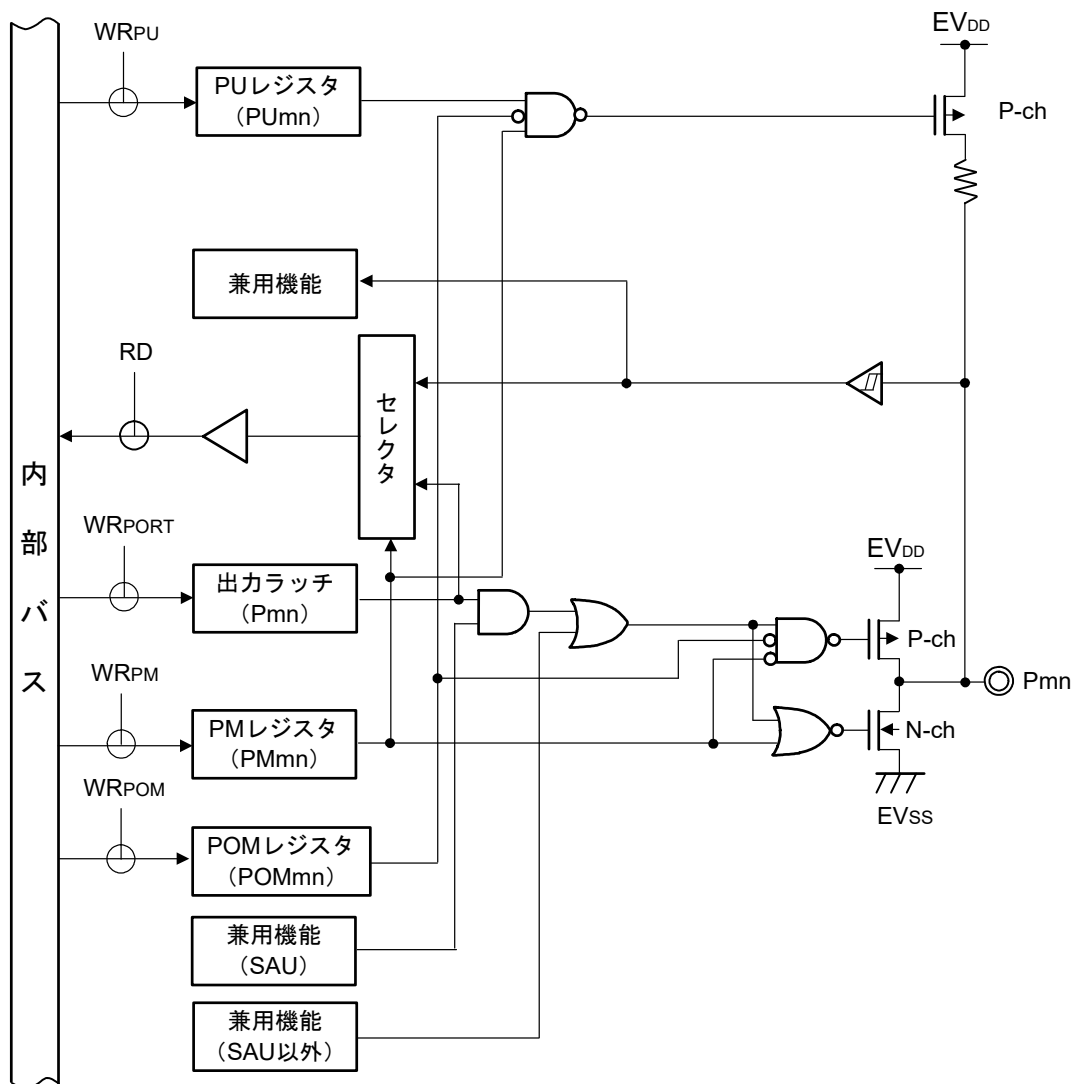 WRPU
EVDD
PUレジスタ
（PUmn）
P-ch
兼用機能
RD
セレクタ
内部バス
WRPORT
EVDD
出力ラッチ
（Pmn）
P-ch
WRPM
Pmn
PMレジスタ
（PMmn）
N-ch
WRPOM
EVSS
POMレジスタ
（POMmn）
兼用機能
（SAU）
兼用機能
（SAU以外）